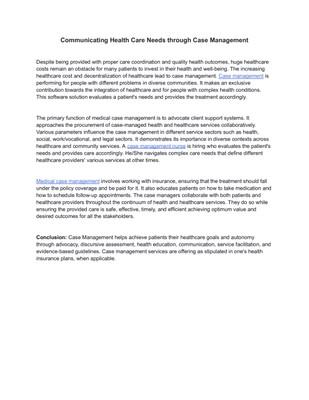 Communicating Health Care Needs through Case Management
Despite being provided with proper care coordination and quality health outcomes, huge healthcare
costs remain an obstacle for many patients to invest in their health and well-being. The increasing
healthcare cost and decentralization of healthcare lead to case management. Case management is
performing for people with different problems in diverse communities. It makes an exclusive
contribution towards the integration of healthcare and for people with complex health conditions.
This software solution evaluates a patient's needs and provides the treatment accordingly.
The primary function of medical case management is to advocate client support systems. It
approaches the procurement of case-managed health and healthcare services collaboratively.
Various parameters influence the case management in different service sectors such as health,
social, work/vocational, and legal sectors. It demonstrates its importance in diverse contexts across
healthcare and community services. A case management nurse is hiring who evaluates the patient's
needs and provides care accordingly. He/She navigates complex care needs that define different
healthcare providers' various services at other times.
Medical case management involves working with insurance, ensuring that the treatment should fall
under the policy coverage and be paid for it. It also educates patients on how to take medication and
how to schedule follow-up appointments. The case managers collaborate with both patients and
healthcare providers throughout the continuum of health and healthcare services. They do so while
ensuring the provided care is safe, effective, timely, and efficient achieving optimum value and
desired outcomes for all the stakeholders.
Conclusion: Case Management helps achieve patients their healthcare goals and autonomy
through advocacy, discursive assessment, health education, communication, service facilitation, and
evidence-based guidelines. Case management services are offering as stipulated in one's health
insurance plans, when applicable.